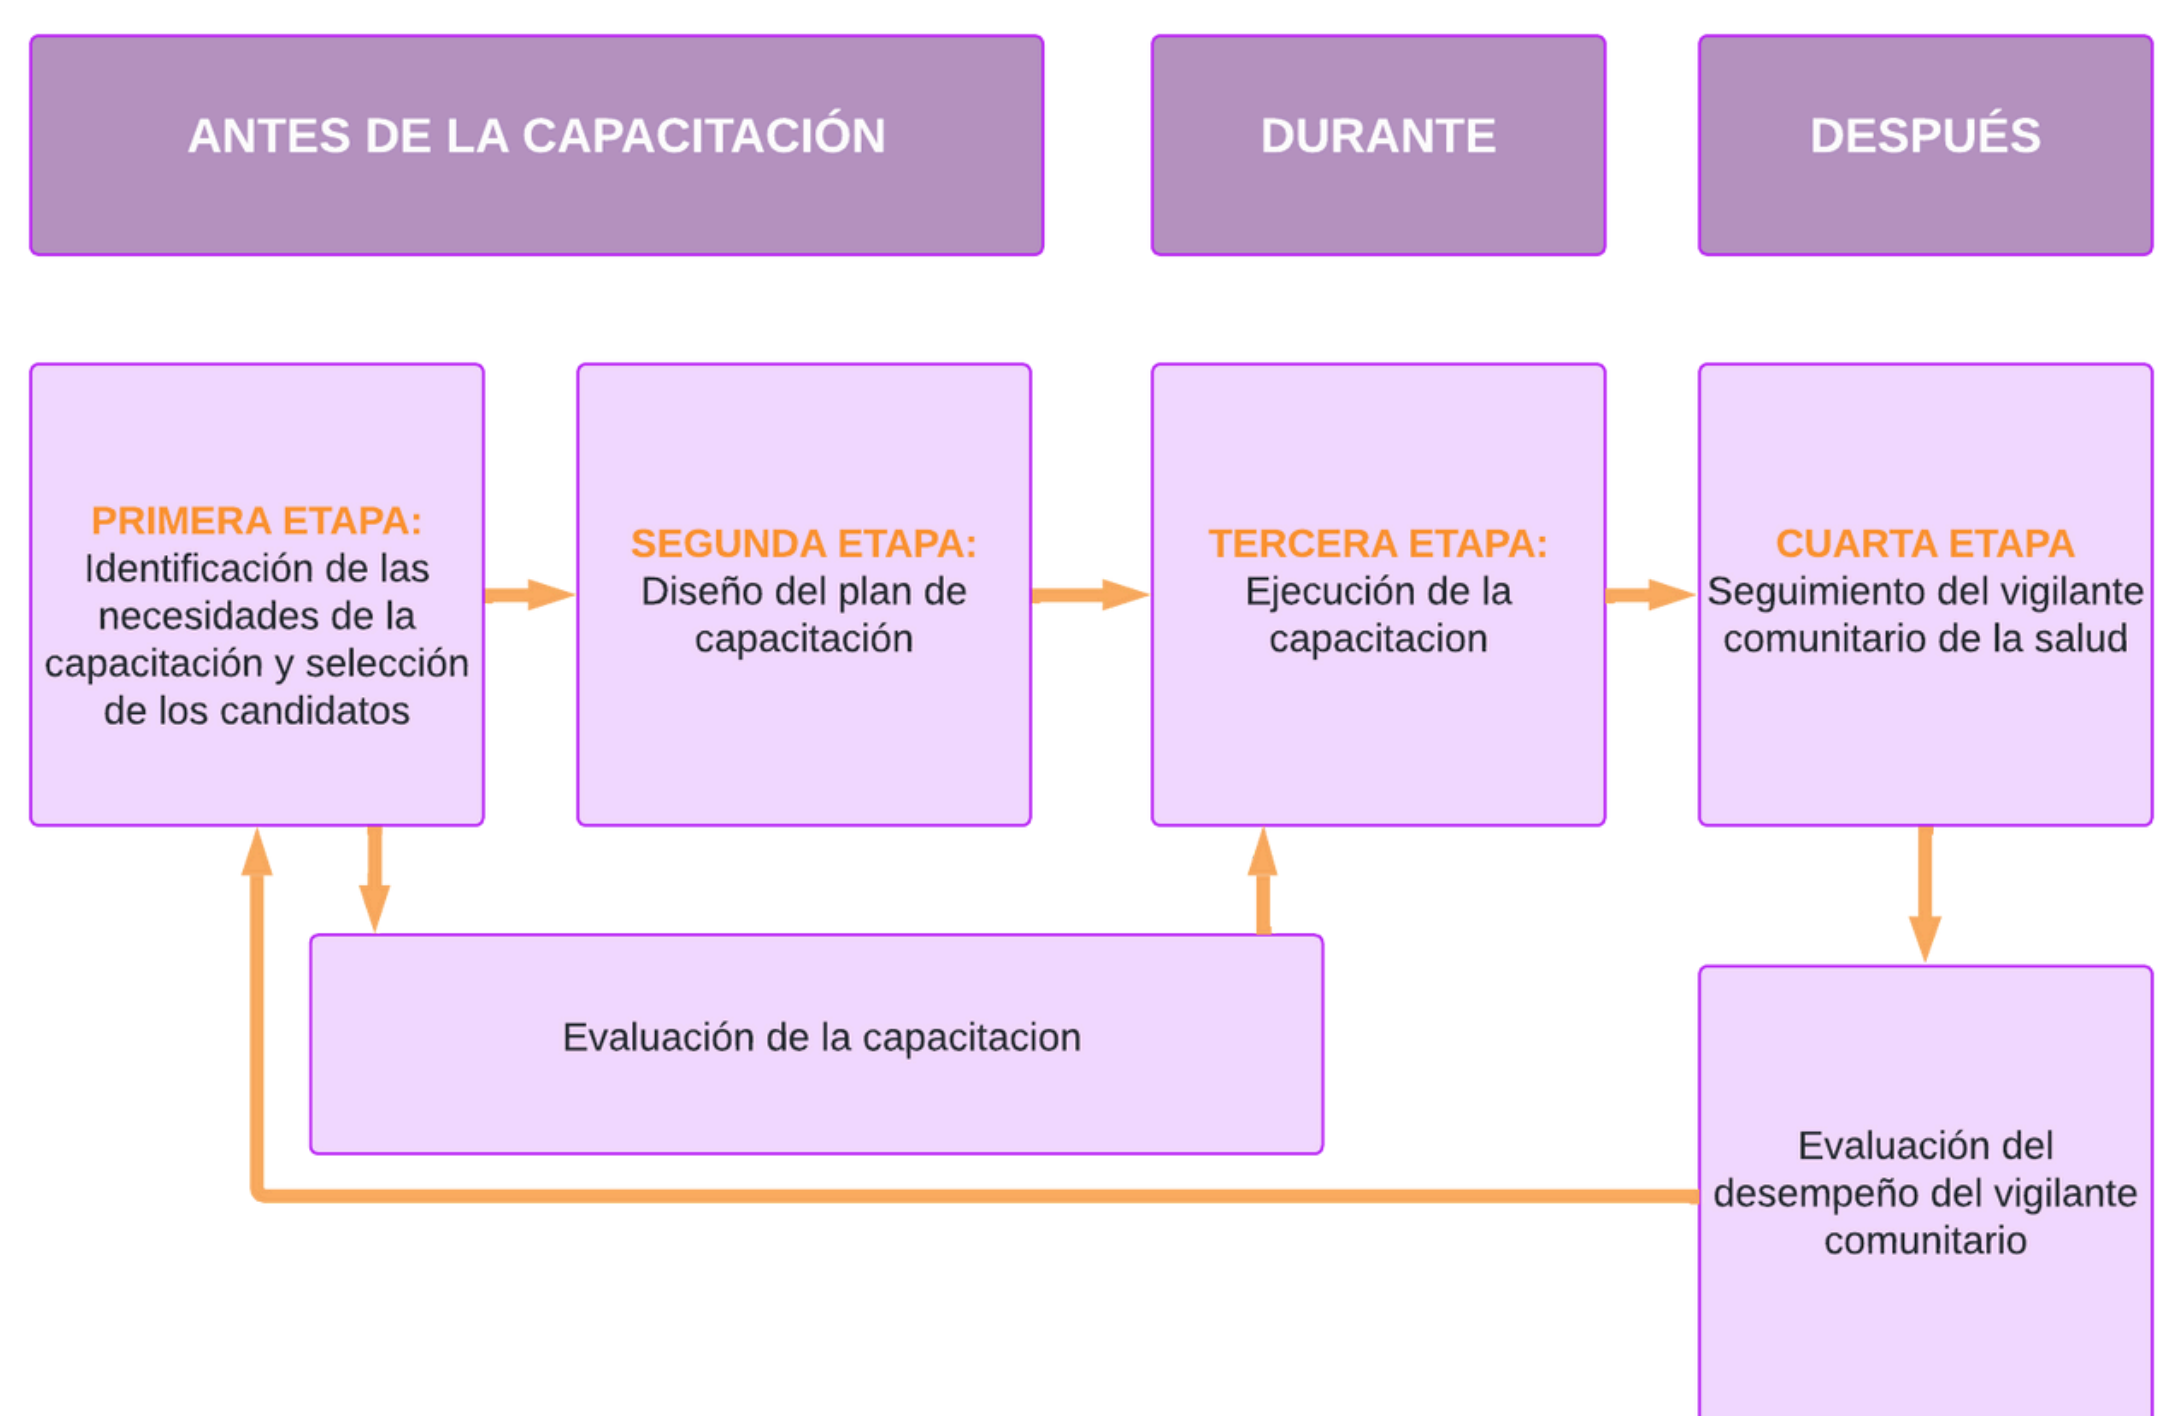 ANTES DE LA CAPACITACIÓN
DURANTE
DESPUÉS
PRIMERA ETAPA:
Identificación de las
necesidades de la
capacitación y selección
de los candidatos
SEGUNDA ETAPA:
Diseño del plan de
capacitación
TERCERA ETAPA:
Ejecución de la
capacitacion
CUARTA ETAPA
Seguimiento del vigilante
comunitario de la salud
Evaluación de la capacitacion
Evaluación del
desempeño del vigilante
comunitario